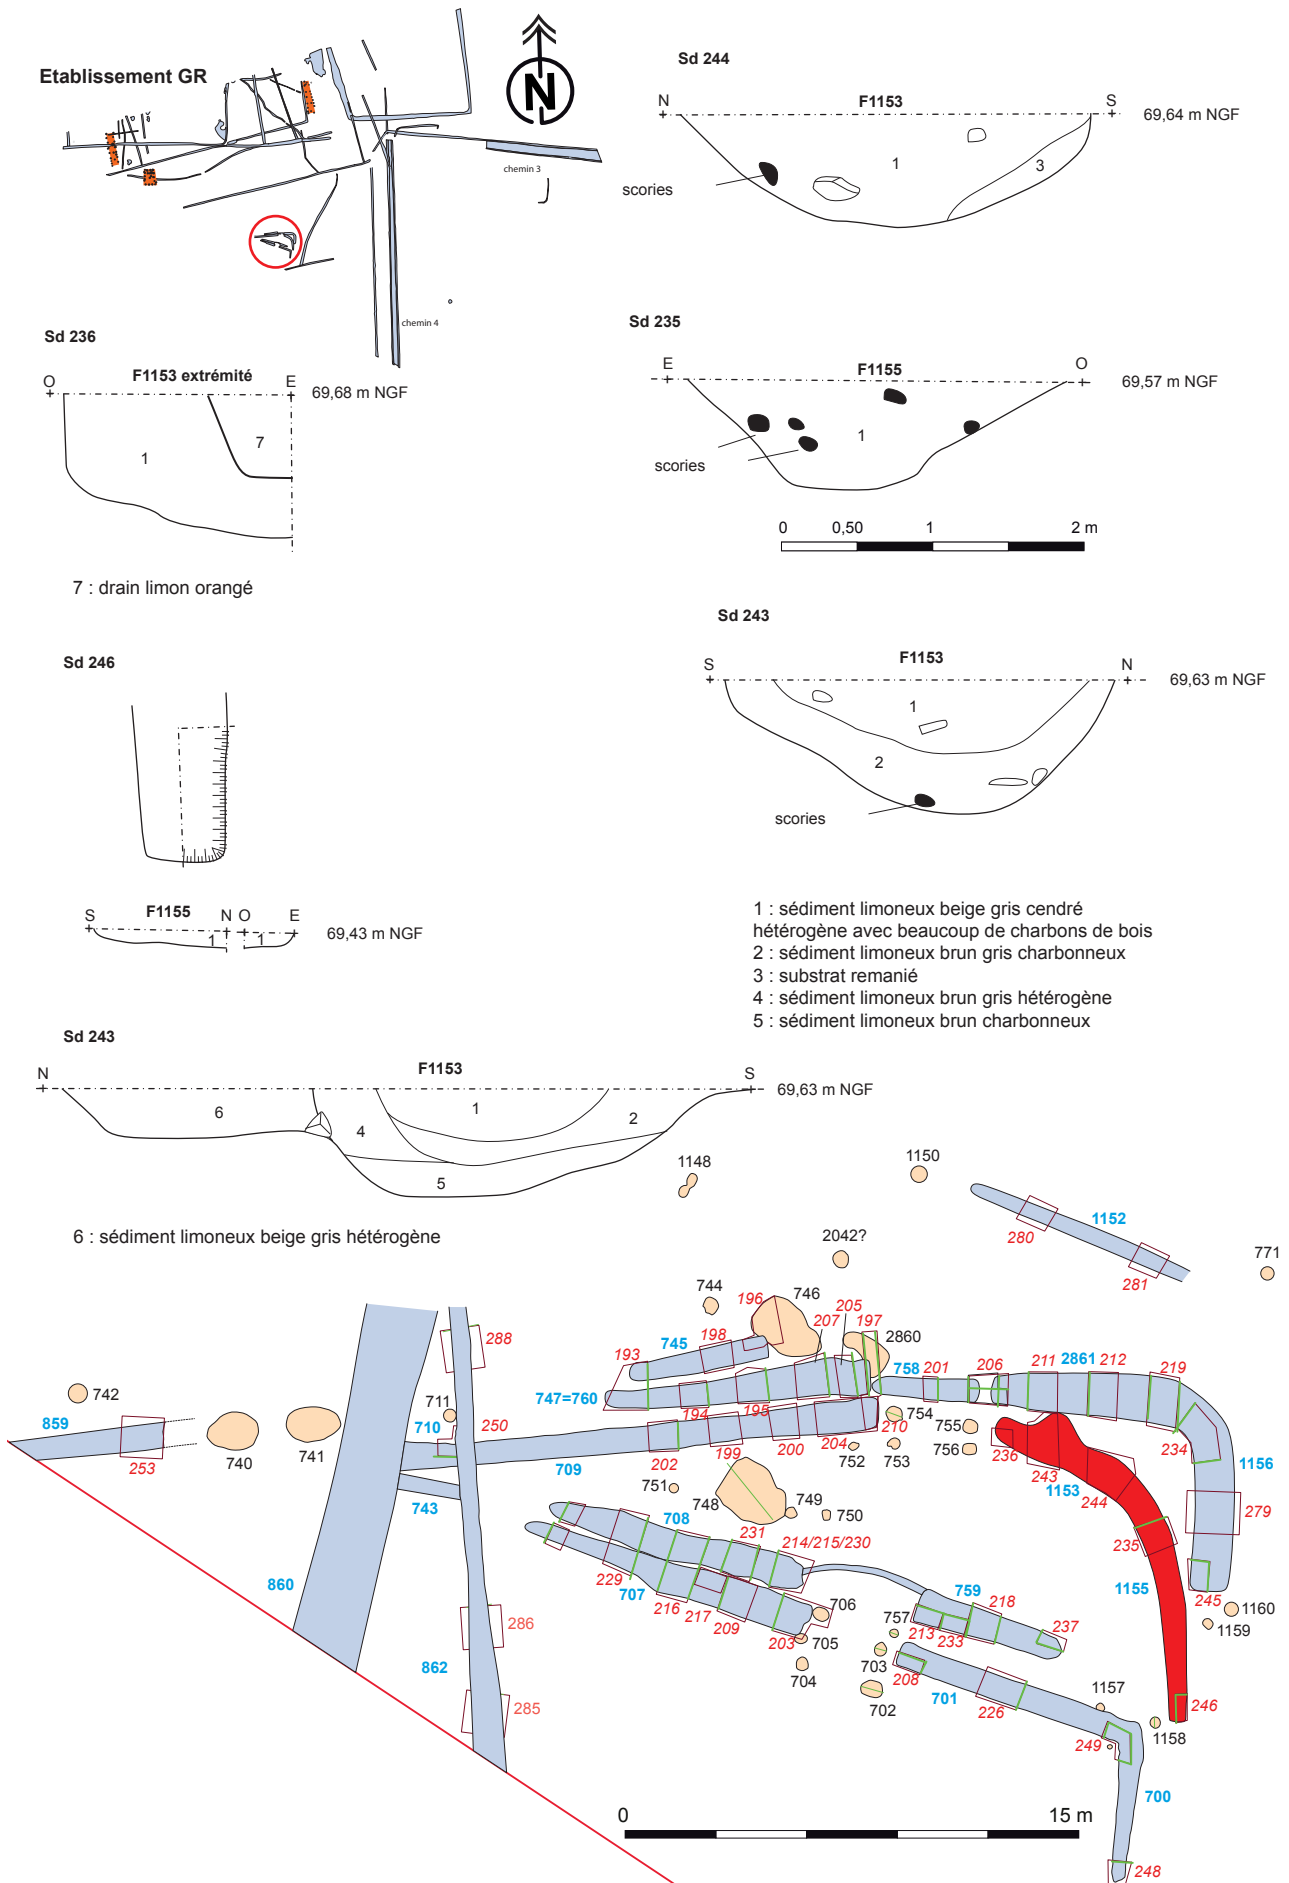 Etablissement GR
N
chemin 3
chemin 4
Sd 244
N F1153 S
69,64 m NGF
1
3
scories
Sd 236
O F1153 extrémité E
69,68 m NGF
1
7
7 : drain limon orangé
Sd 235
E F1155 O
69,57 m NGF
1
scories
0 0,50 1 2 m
Sd 243
S F1153 N
69,63 m NGF
1
2
scories
Sd 246
S F1155 N O E
69,43 m NGF
1 1
1 : sédiment limoneux beige gris cendré
hétérogène avec beaucoup de charbons de bois
2 : sédiment limoneux brun gris charbonneux
3 : substrat remanié
4 : sédiment limoneux brun gris hétérogène
5 : sédiment limoneux brun charbonneux
Sd 243
N F1153 S
69,63 m NGF
6 1 2
4
5
6 : sédiment limoneux beige gris hétérogène
1148 1150
1152
280
281
771
2042?
744 746
196 207 205 197
2860
288
193 198 745
758 201 206 211 2861 212 219
742
859
253
740 741
711
710 250
747=760
194 195
709
202 199 200 204 210
754 755
752 753 756
236 243 1153 244
234 1156
279
743
751 748 749 750
708 231 214/215/230
235
1155
860
229 707 216 217 209 203
706 705 704
759 218
757 213 233 237
703 208
702 701 226
245 1160
1159
286
862
285
1157
249 1158
246
700
248
0 15 m